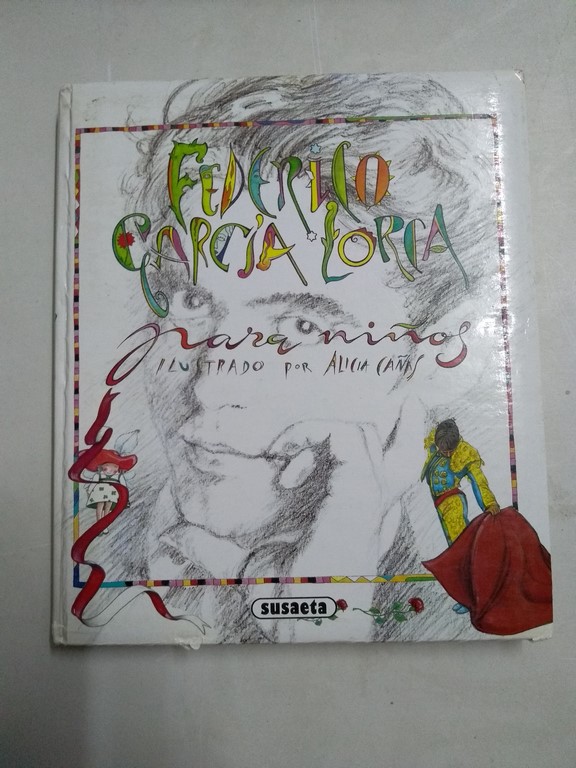 FEDERICO
GARCÍA LORCA
para niños
ILUSTRADO POR ALICIA CAÑAS
susaeta